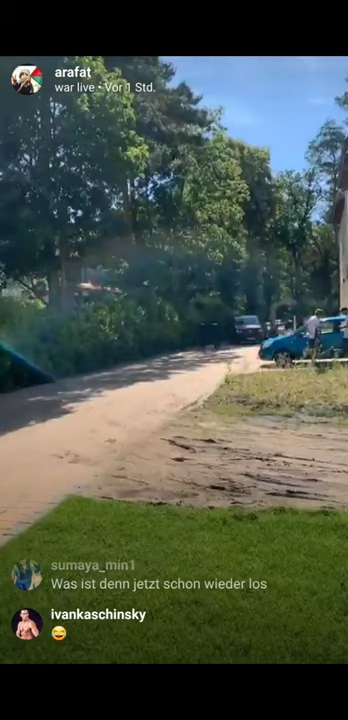 arafat
war live • Vor 1 Std.
sumaya_min1
Was ist denn jetzt schon wieder los
ivankaschinsky
😂